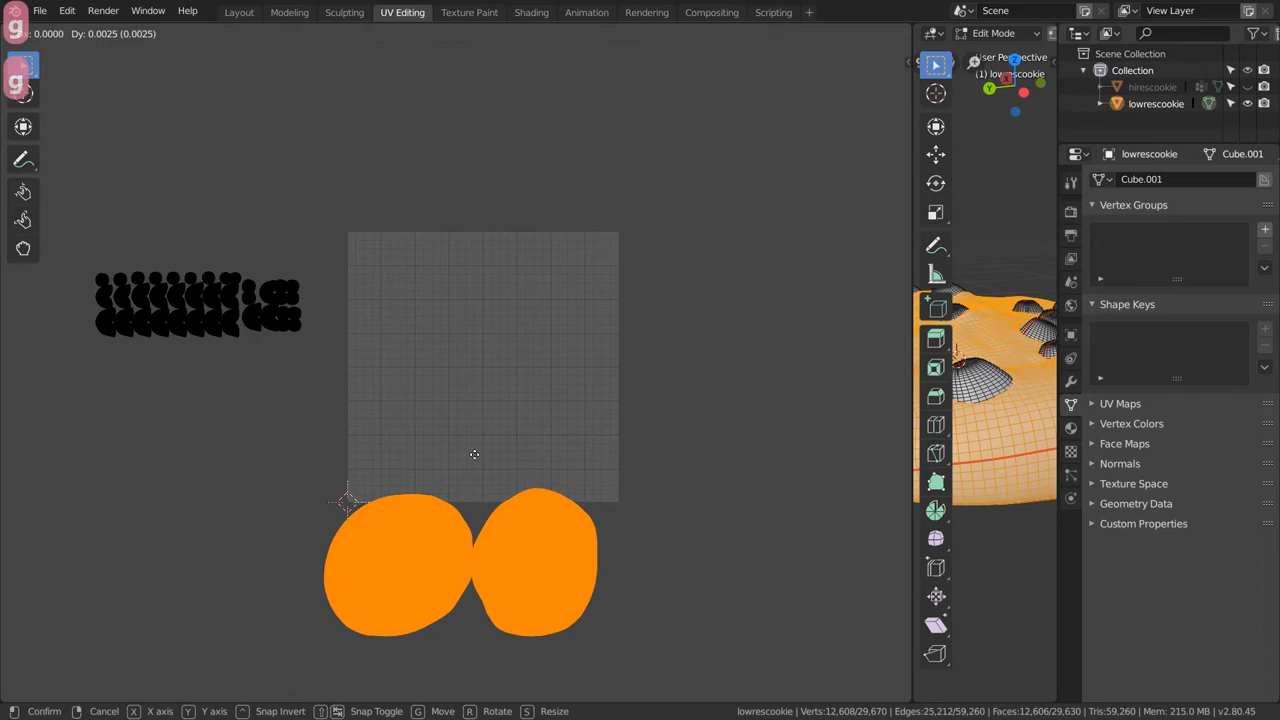 g
File Edit Render Window Help
Layout Modeling Sculpting UV Editing Texture Paint Shading Animation Rendering Compositing Scripting +
Scene
View Layer
0.0000 Dy: 0.0025 (0.0025)
g
Edit Mode
User Perspective
(1) lowrescookie
Z
X
Y
Scene Collection
Collection
hirescookie
lowrescookie
lowrescookie
Cube.001
Cube.001
Vertex Groups
Shape Keys
UV Maps
Vertex Colors
Face Maps
Normals
Texture Space
Geometry Data
Custom Properties
Confirm Cancel X X axis Y Y axis Snap Invert Snap Toggle G Move R Rotate S Resize
lowrescookie | Verts:12,608/29,670 | Edges:25,212/59,260 | Faces:12,606/29,630 | Tris:59,260 | Mem: 215.0 MB | v2.80.45